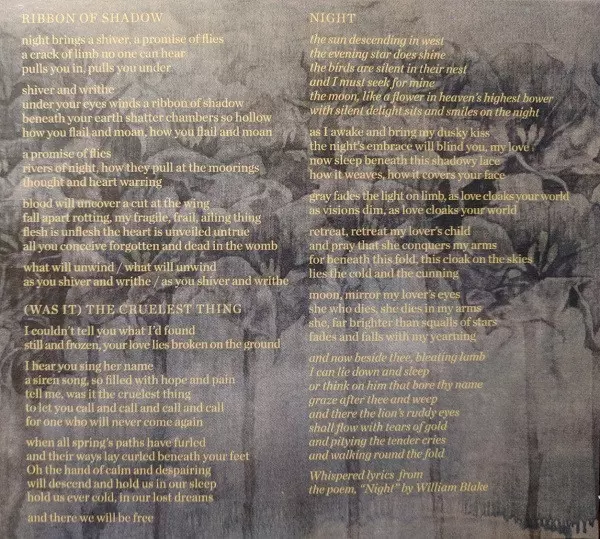 RIBBON OF SHADOW
night brings a shiver, a promise of flies
a crack of limb no one can hear
pulls you in, pulls you under
shiver and writhe
under your eyes winds a ribbon of shadow
beneath your earth shatter chambers so hollow
how you flail and moan, how you flail and moan
a promise of flies
rivers of night, how they pull at the moorings
thought and heart warring
blood will uncover a cut at the wing
fall apart rotting, my fragile, frail, ailing thing
flesh is unflesh the heart is unveiled untrue
all you conceive forgotten and dead in the womb
what will unwind / what will unwind
as you shiver and writhe / as you shiver and writhe
(WAS IT) THE CRUELEST THING
I couldn't tell you what I'd found
still and frozen, your love lies broken on the ground
I hear you sing her name
a siren song, so filled with hope and pain
tell me, was it the cruelest thing
to let you call and call and call and call
for one who will never come again
when all spring's paths have furled
and their ways lay curled beneath your feet
Oh the hand of calm and despairing
will descend and hold us in our sleep
hold us ever cold, in our lost dreams
and there we will be free
NIGHT
the sun descending in west
the evening star does shine
the birds are silent in their nest
and I must seek for mine
the moon, like a flower in heaven's highest bower
with silent delight sits and smiles on the night
as I awake and bring my dusky kiss
the night's embrace will blind you, my love
now sleep beneath this shadowy lace
how it weaves, how it covers your face
gray fades the light on limb, as love cloaks your world
as visions dim, as love cloaks your world
retreat, retreat my lover's child
and pray that she conquers my arms
for beneath this fold, this cloak on the skies
lies the cold and the cunning
moon, mirror my lover's eyes
she who dies, she dies in my arms
she, far brighter than squalls of stars
fades and falls with my yearning
and now beside thee, bleating lamb
I can lie down and sleep
or think on him that bore thy name
graze after thee and weep
and there the lion's ruddy eyes
shall flow with tears of gold
and pitying the tender cries
and walking round the fold
Whispered lyrics from
the poem, "Night" by William Blake